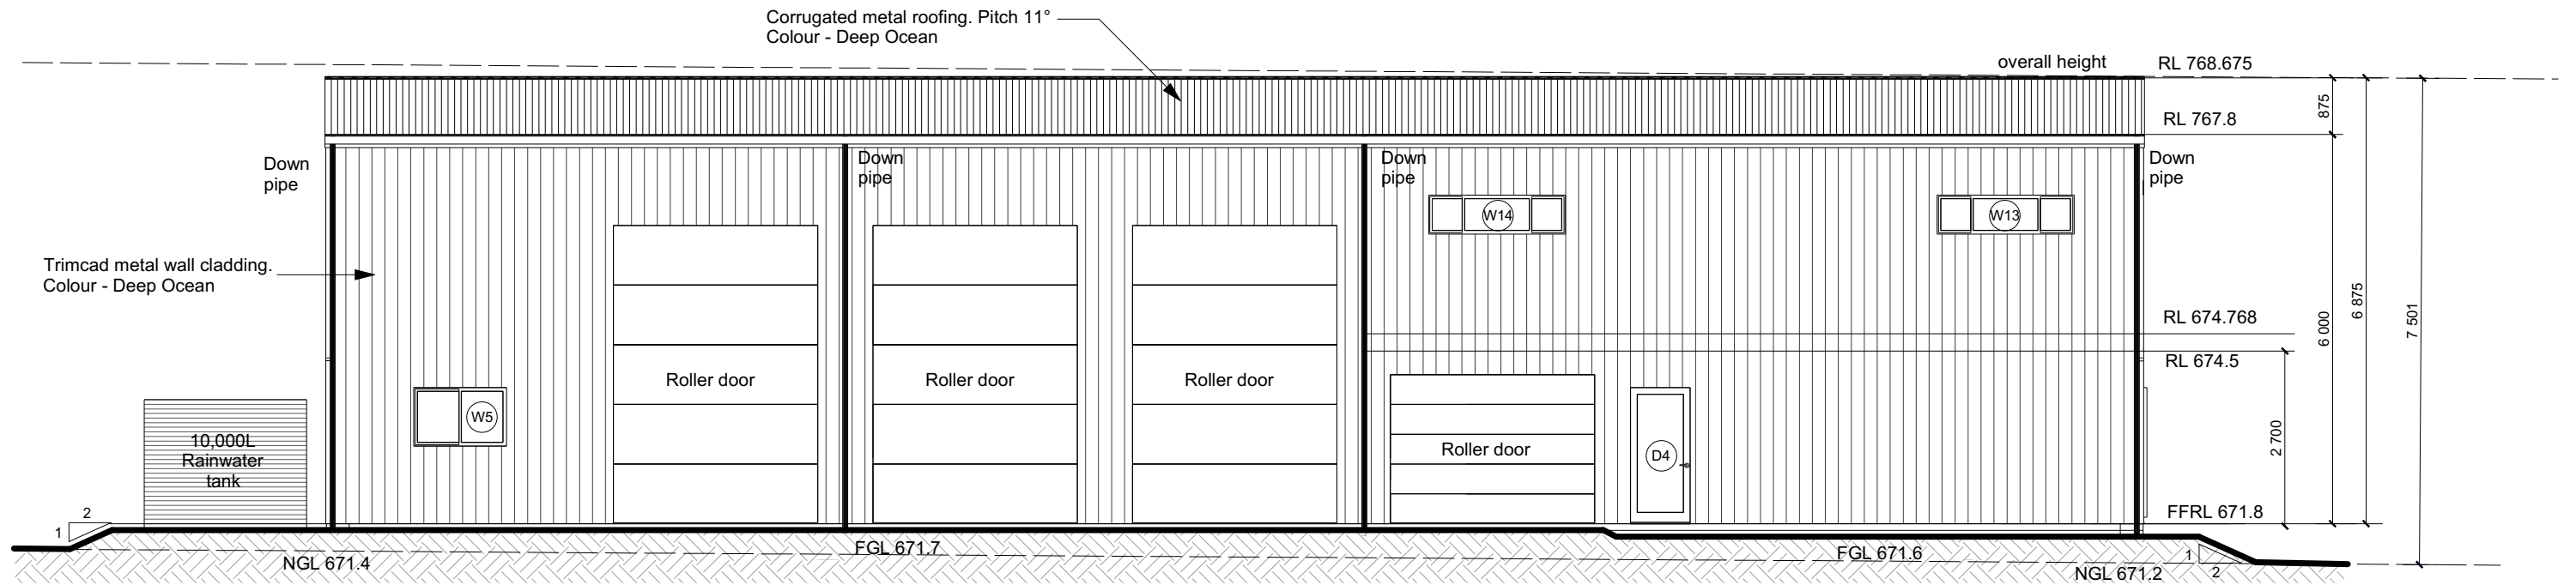 Corrugated metal roofing. Pitch 11°
Colour - Deep Ocean
overall height
RL 768.675
875
RL 767.8
Down
pipe
Down
pipe
Down
pipe
Down
pipe
W14
W13
Trimcad metal wall cladding.
Colour - Deep Ocean
6 875
6 000
7 501
RL 674.768
RL 674.5
Roller door
Roller door
Roller door
W5
10,000L
Rainwater
tank
Roller door
D4
2 700
FFRL 671.8
2
1
NGL 671.4
FGL 671.7
FGL 671.6
1
2
NGL 671.2